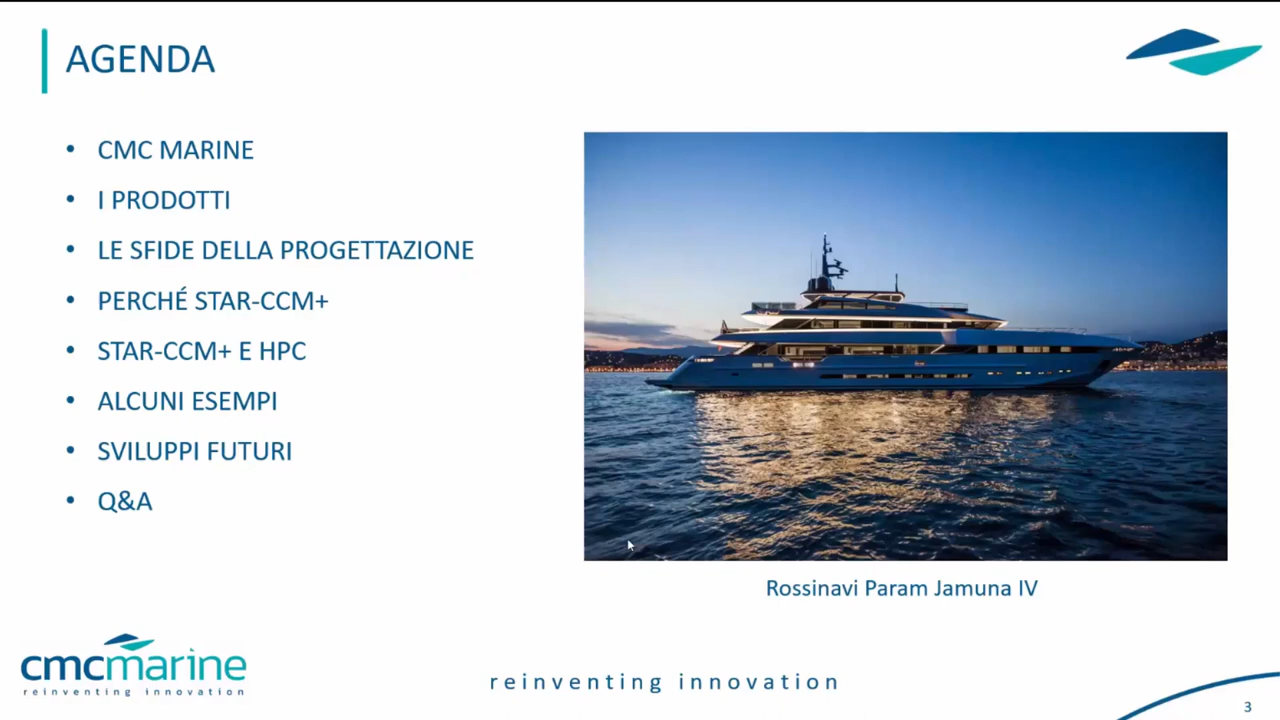 AGENDA
• CMC MARINE
• I PRODOTTI
• LE SFIDE DELLA PROGETTAZIONE
• PERCHÉ STAR-CCM+
• STAR-CCM+ E HPC
• ALCUNI ESEMPI
• SVILUPPI FUTURI
• Q&A
Rossinavi Param Jamuna IV
cmcmarine
reinventing innovation
reinventing innovation
3